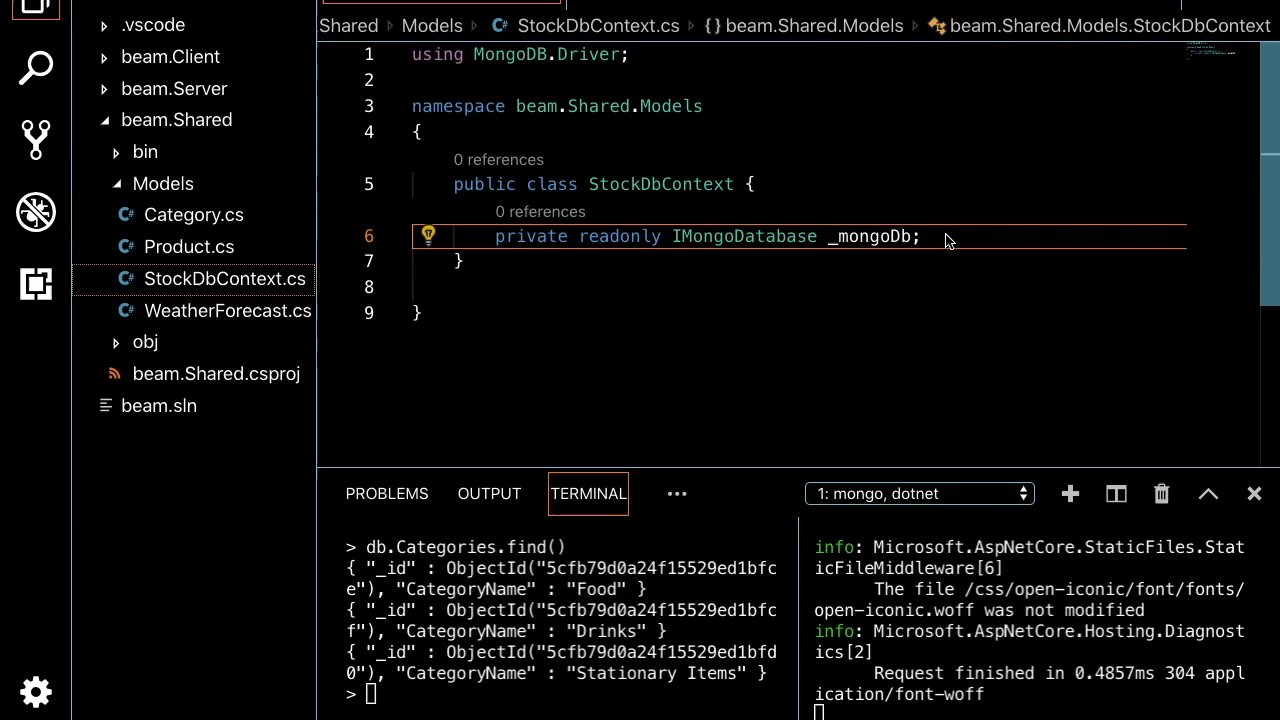 .vscode
beam.Client
beam.Server
beam.Shared
bin
Models
Category.cs
Product.cs
StockDbContext.cs
WeatherForecast.cs
obj
beam.Shared.csproj
beam.sln
Shared › Models › C# StockDbContext.cs › {} beam.Shared.Models › beam.Shared.Models.StockDbContext
1 using MongoDB.Driver;
2
3 namespace beam.Shared.Models
4 {
0 references
5 public class StockDbContext {
0 references
6 private readonly IMongoDatabase _mongoDb;
7 }
8
9 }
PROBLEMS OUTPUT TERMINAL ••• 1: mongo, dotnet
> db.Categories.find()
{ "_id" : ObjectId("5cfb79d0a24f15529ed1bfc
e"), "CategoryName" : "Food" }
{ "_id" : ObjectId("5cfb79d0a24f15529ed1bfc
f"), "CategoryName" : "Drinks" }
{ "_id" : ObjectId("5cfb79d0a24f15529ed1bfd
0"), "CategoryName" : "Stationary Items" }
>
info: Microsoft.AspNetCore.StaticFiles.Stat
icFileMiddleware[6]
The file /css/open-iconic/font/fonts/
open-iconic.woff was not modified
info: Microsoft.AspNetCore.Hosting.Diagnost
ics[2]
Request finished in 0.4857ms 304 appl
ication/font-woff